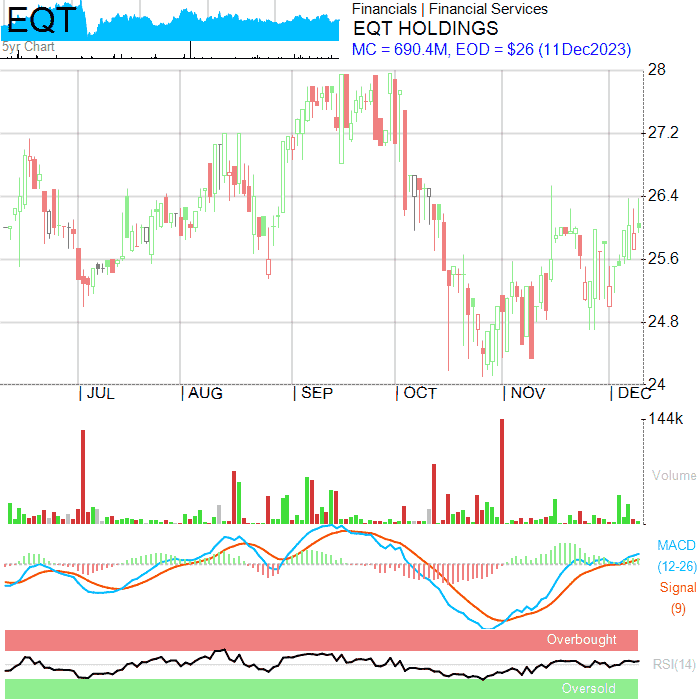 EQT
5yr Chart
Financials | Financial Services
EQT HOLDINGS
MC = 690.4M, EOD = $26 (11Dec2023)
28
27.2
26.4
25.6
24.8
24
JUL
AUG
SEP
OCT
NOV
DEC
144k
Volume
MACD
(12-26)
Signal
(9)
Overbought
RSI(14)
Oversold